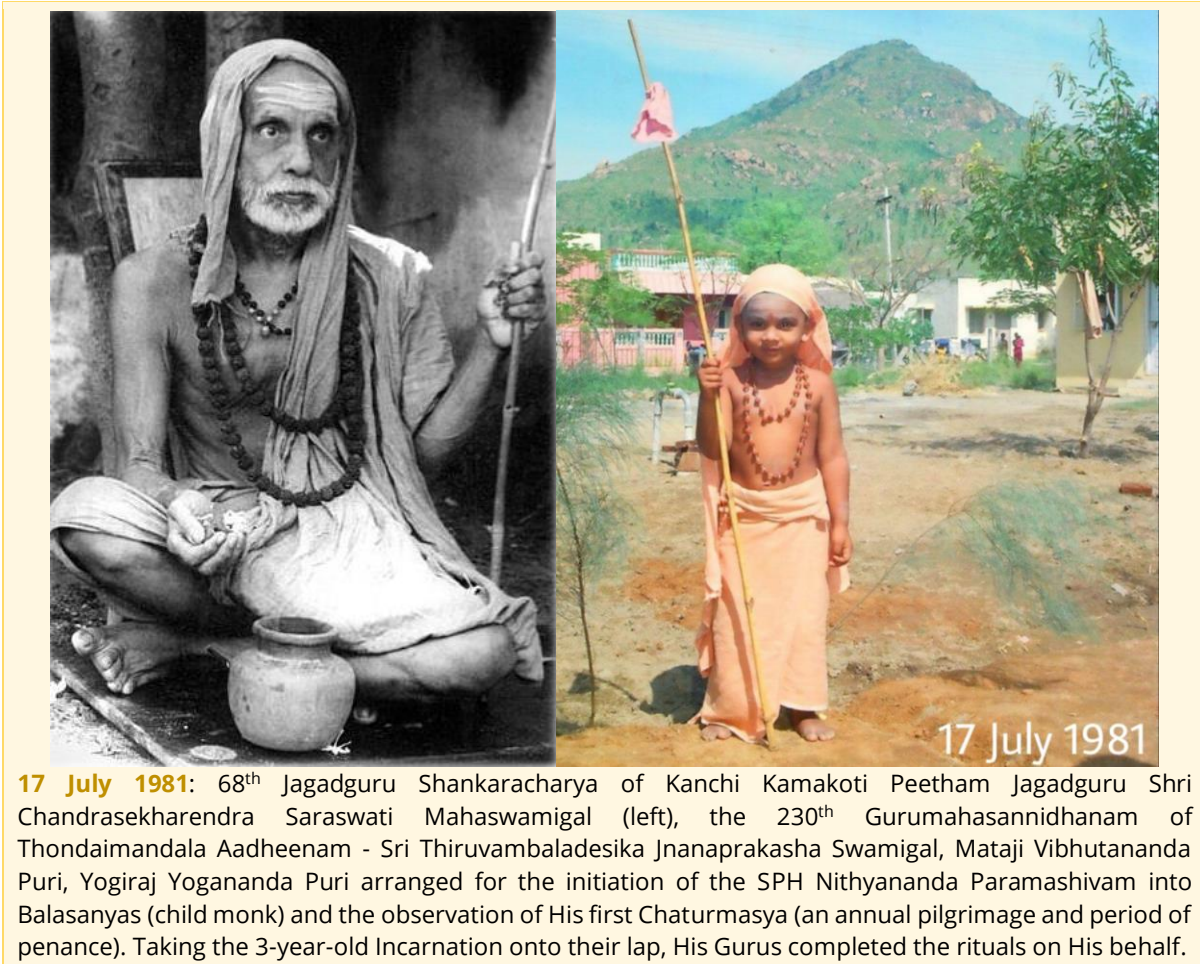 17 July 1981
17 July 1981: 68th Jagadguru Shankaracharya of Kanchi Kamakoti Peetham Jagadguru Shri
Chandrasekharendra Saraswati Mahaswamigal (left), the 230th Gurumahasannidhanam of
Thondaimandala Aadheenam - Sri Thiruvambaladesika Jnanaprakasha Swamigal, Mataji Vibhutananda
Puri, Yogiraj Yogananda Puri arranged for the initiation of the SPH Nithyananda Paramashivam into
Balasanyas (child monk) and the observation of His first Chaturmasya (an annual pilgrimage and period of
penance). Taking the 3-year-old Incarnation onto their lap, His Gurus completed the rituals on His behalf.